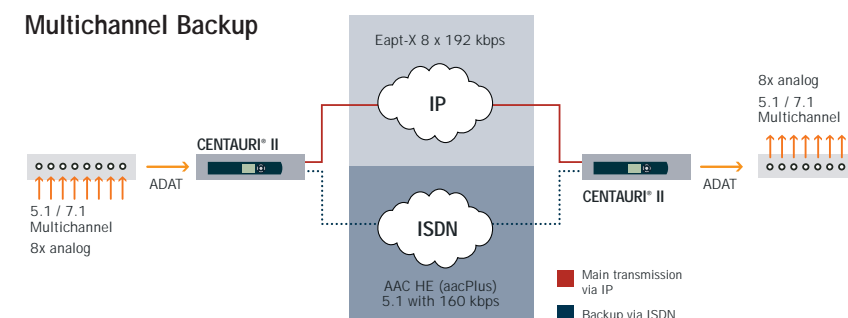 Multichannel Backup
Eapt-X 8 x 192 kbps
IP
CENTAURI® II
ADAT
5.1 / 7.1
Multichannel
8x analog
ISDN
AAC HE (aacPlus)
5.1 with 160 kbps
CENTAURI® II
ADAT
8x analog
5.1 / 7.1
Multichannel
Main transmission
via IP
Backup via ISDN